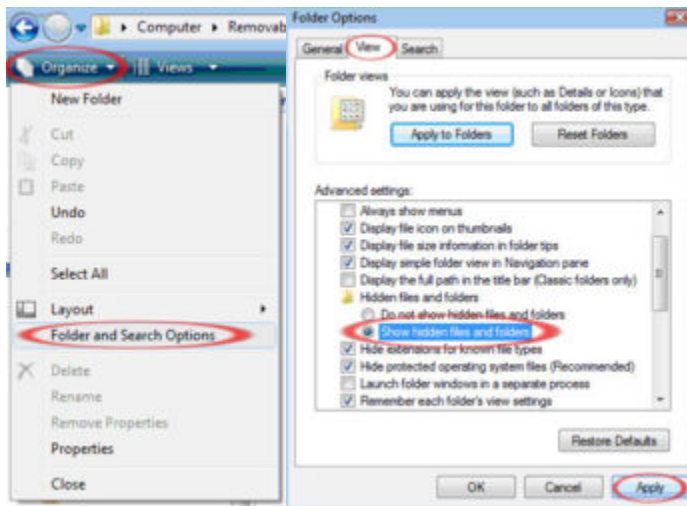 Computer ▸ Removab
Organize Views
New Folder
Cut
Copy
Paste
Undo
Redo
Select All
Layout
Folder and Search Options
Delete
Rename
Remove Properties
Properties
Close
Folder Options
General View Search
Folder views
You can apply the view (such as Details or Icons) that
you are using for this folder to all folders of this type.
Apply to Folders Reset Folders
Advanced settings:
Always show menus
Display file icon on thumbnails
Display file size information in folder tips
Display simple folder view in Navigation pane
Display the full path in the title bar (Classic folders only)
Hidden files and folders
Do not show hidden files and folders
Show hidden files and folders
Hide extensions for known file types
Hide protected operating system files (Recommended)
Launch folder windows in a separate process
Remember each folder's view settings
Restore Defaults
OK Cancel Apply